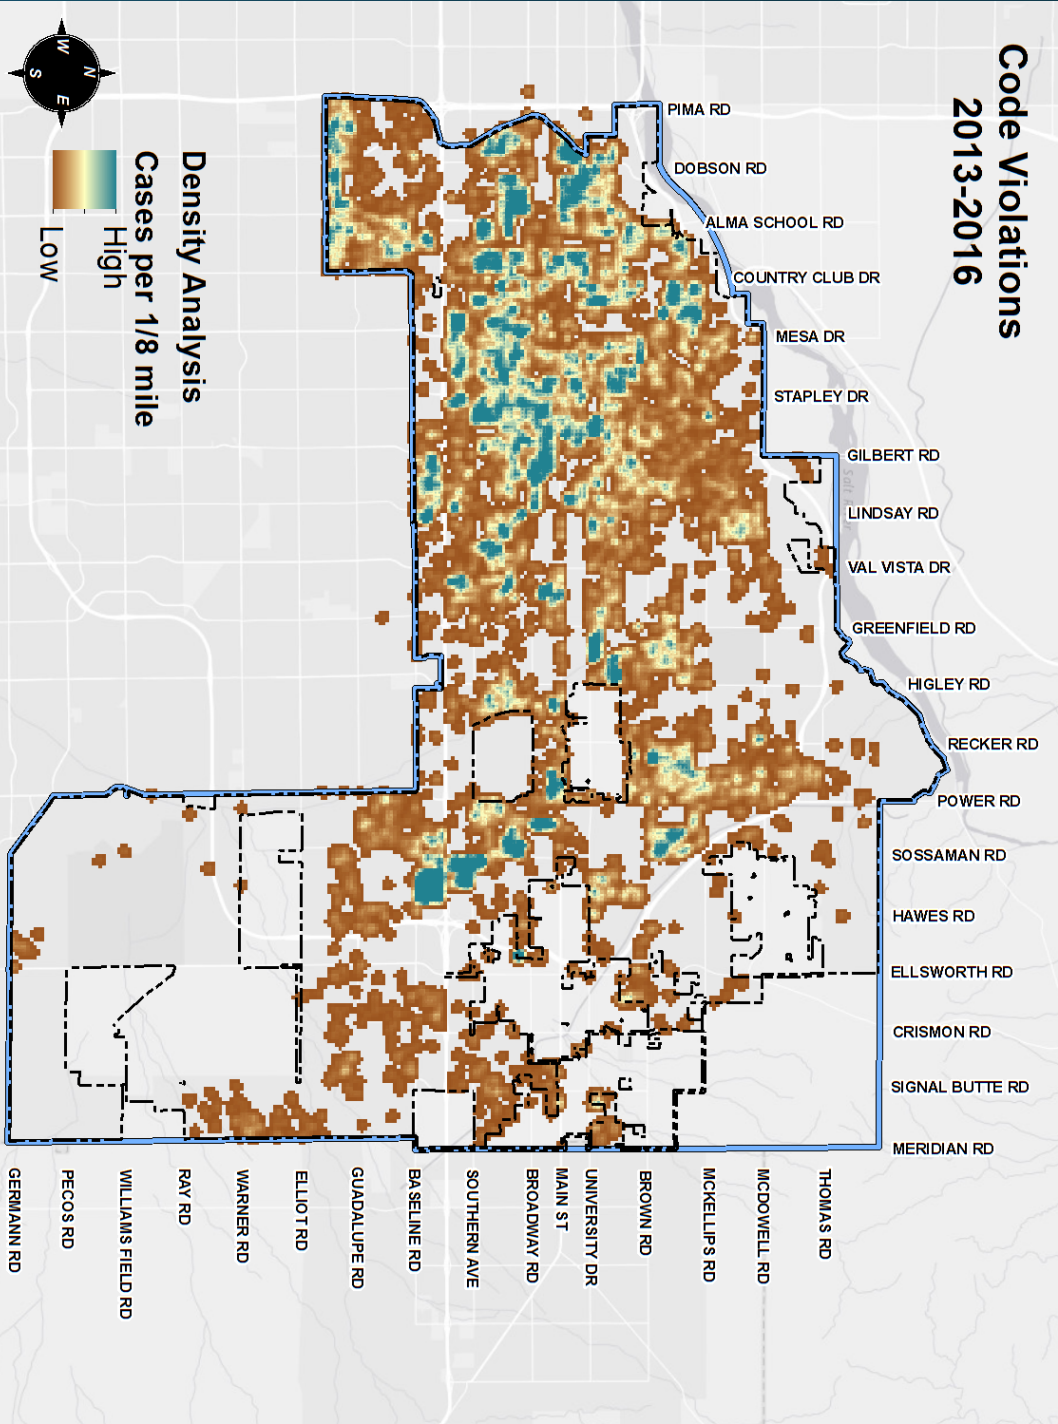 Code Violations
2013-2016
N
W
E
S
Density Analysis
Cases per 1/8 mile
High
Low
PIMA RD
DOBSON RD
ALMA SCHOOL RD
COUNTRY CLUB DR
MESA DR
STAPLEY DR
GILBERT RD
LINDSAY RD
VAL VISTA DR
GREENFIELD RD
HIGLEY RD
RECKER RD
POWER RD
SOSSAMAN RD
HAWES RD
ELLSWORTH RD
CRISMON RD
SIGNAL BUTTE RD
MERIDIAN RD
THOMAS RD
MCDOWELL RD
MCKELLIPS RD
BROWN RD
UNIVERSITY DR
MAIN ST
BROADWAY RD
SOUTHERN AVE
BASELINE RD
GUADALUPE RD
ELLIOT RD
WARNER RD
RAY RD
WILLIAMS FIELD RD
PECOS RD
GERMANN RD
Salt